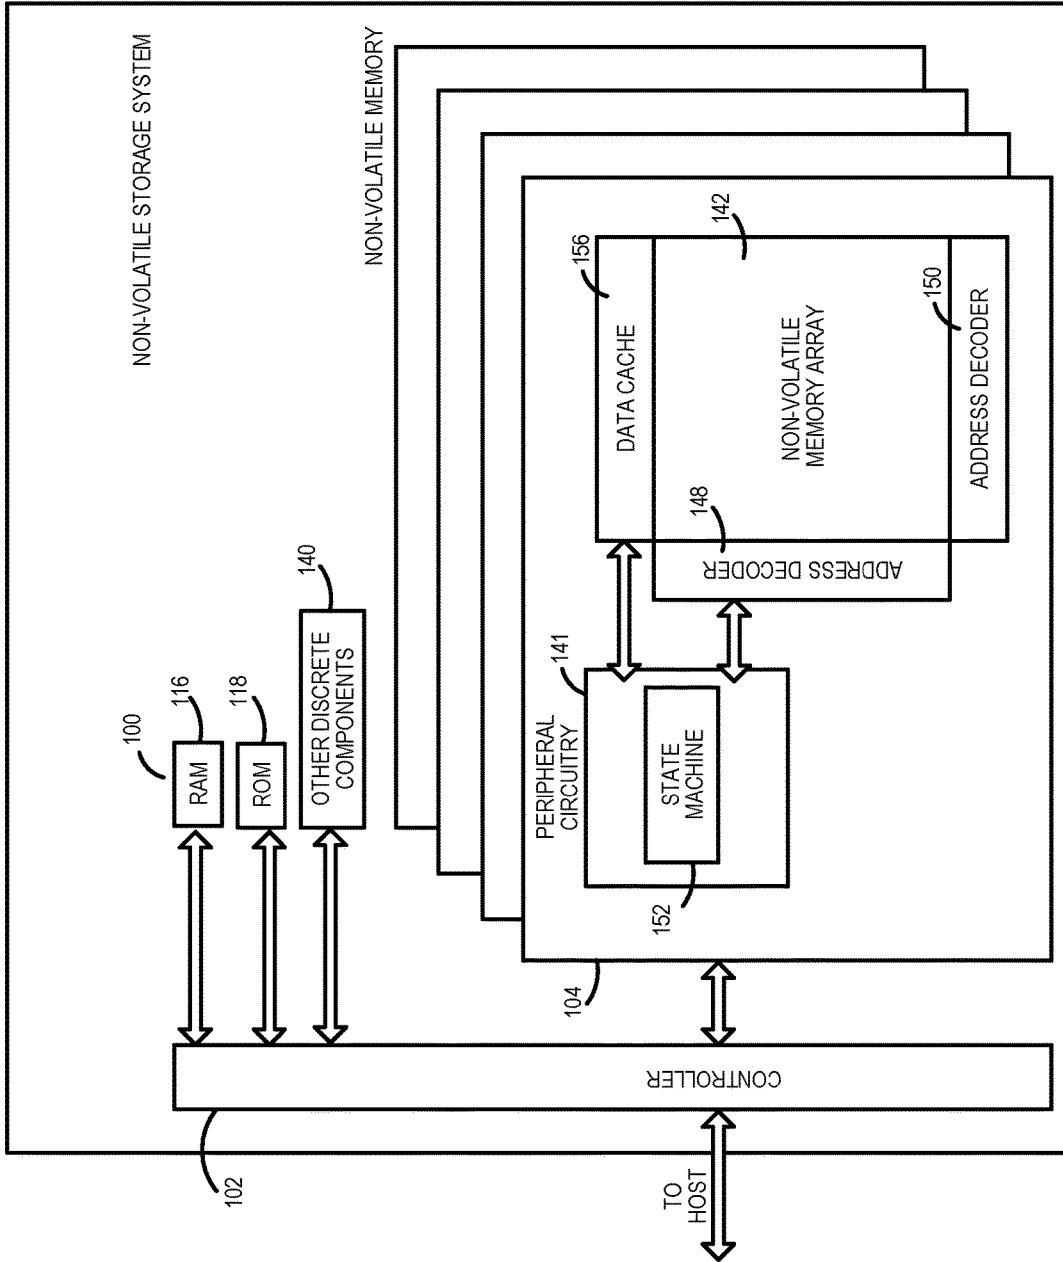 NON-VOLATILE STORAGE SYSTEM
100
RAM
116
ROM
118
OTHER DISCRETE
COMPONENTS
140
NON-VOLATILE MEMORY
102
CONTROLLER
TO
HOST
104
PERIPHERAL
CIRCUITRY
141
STATE
MACHINE
152
DATA CACHE
156
ADDRESS DECODER
148
NON-VOLATILE
MEMORY ARRAY
142
ADDRESS DECODER
150